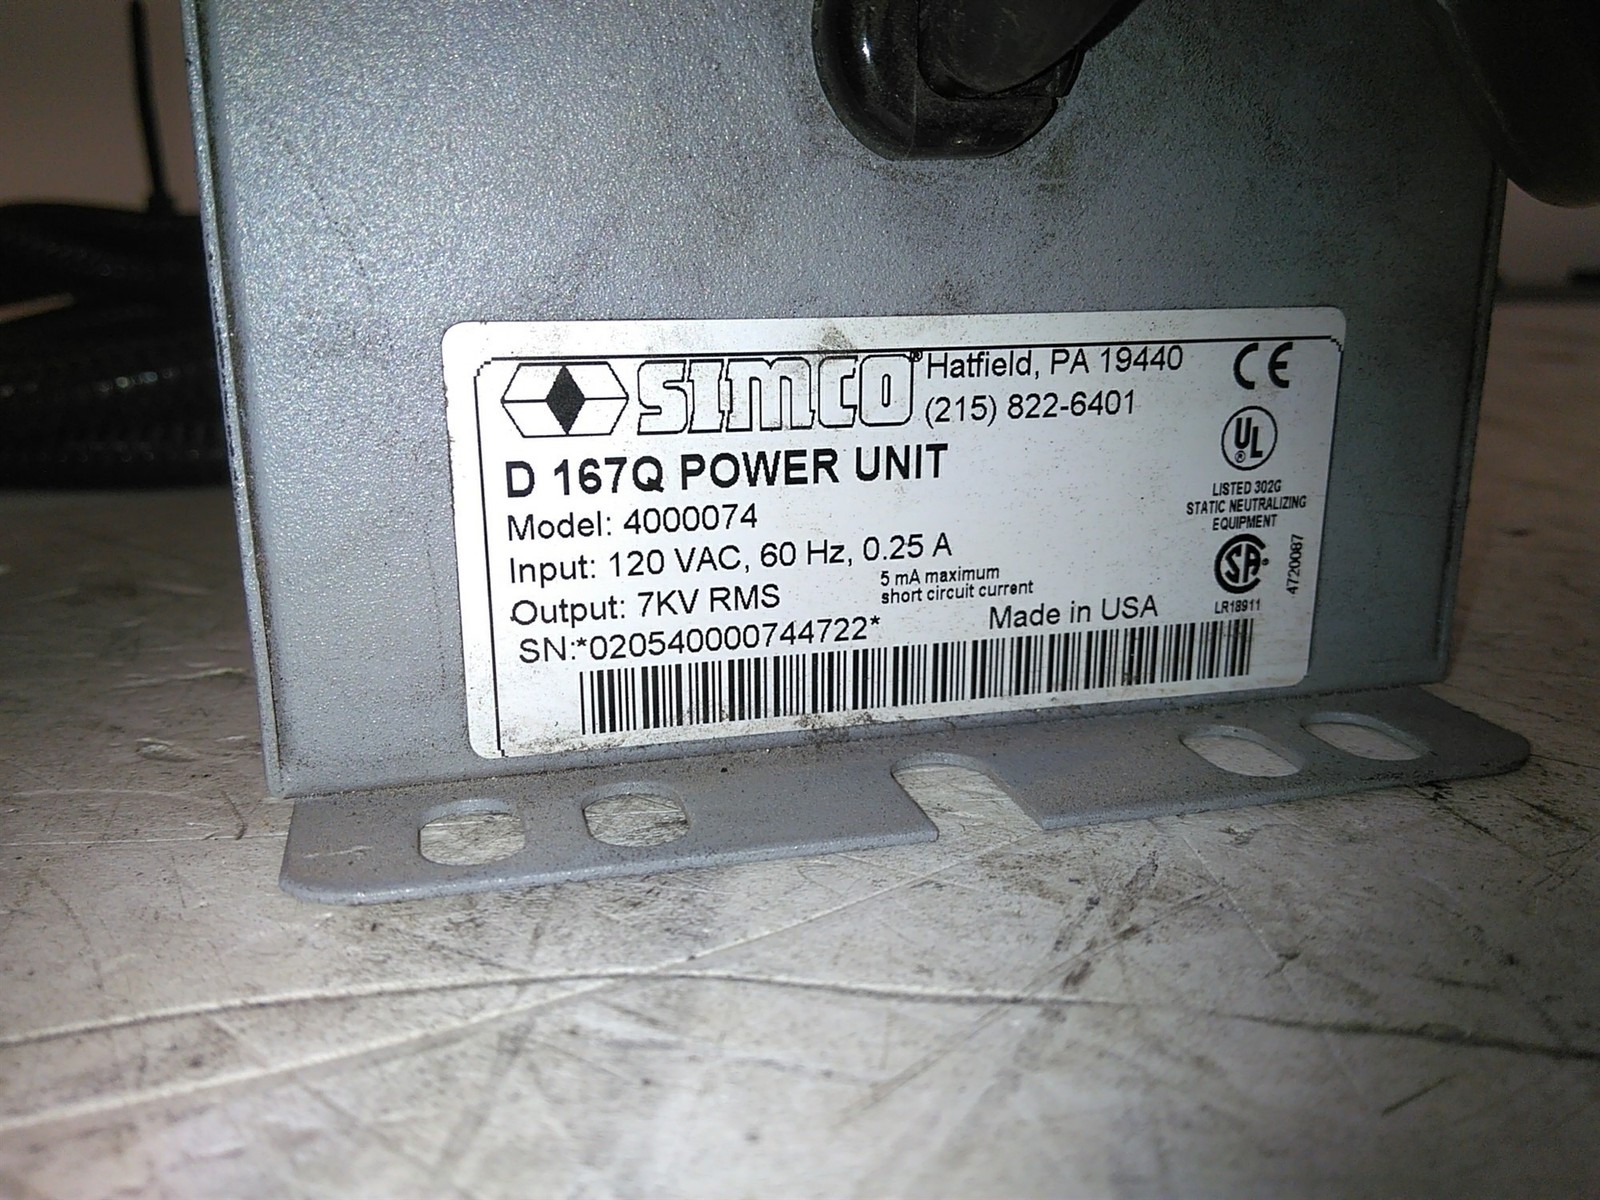 SIMCO® Hatfield, PA 19440
(215) 822-6401
CE
D 167Q POWER UNIT
UL ®
Model: 4000074
LISTED 302G
STATIC NEUTRALIZING
EQUIPMENT
Input: 120 VAC, 60 Hz, 0.25 A
Output: 7KV RMS
5 mA maximum
short circuit current
SA ®
LR18911
4720087
SN:*020540000744722*
Made in USA